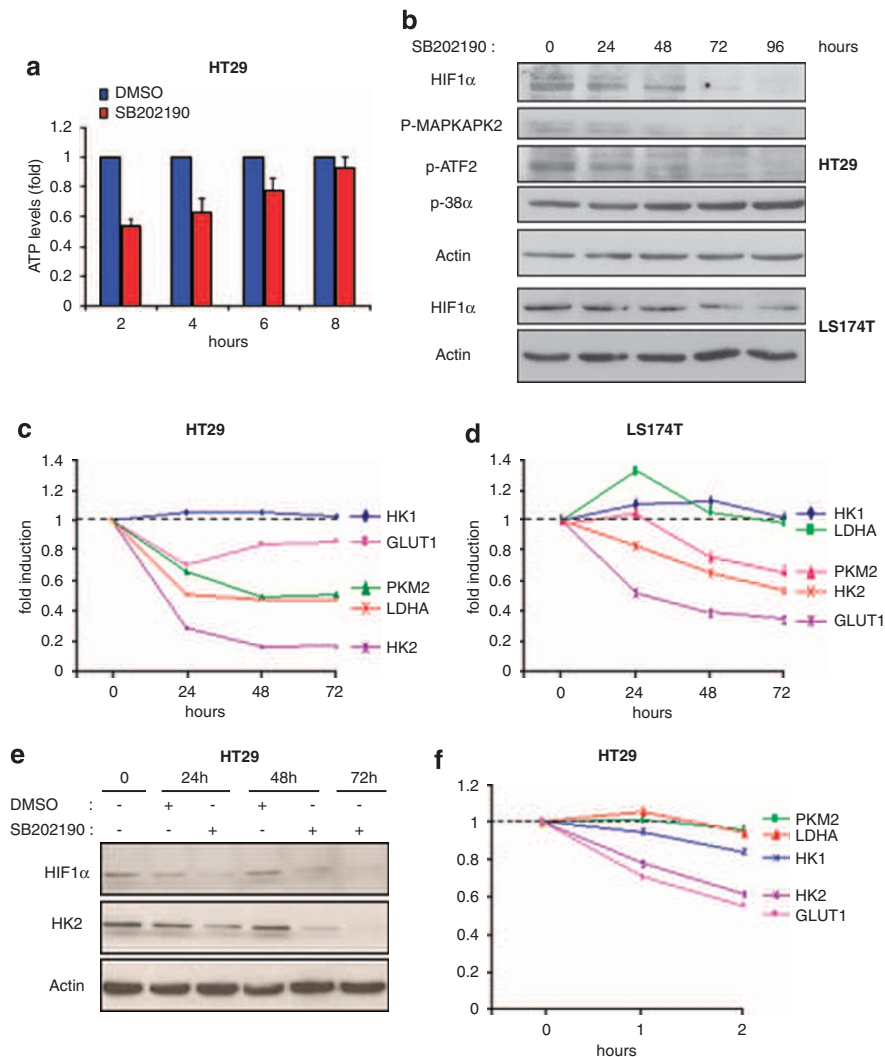 a
HT29
DMSO
SB202190
ATP levels (fold)
1.2
1
0.8
0.6
0.4
0.2
0
2 4 6 8
hours
b
SB202190 : 0 24 48 72 96 hours
HIF1α
P-MAPKAPK2
p-ATF2
p-38α
Actin
HT29
HIF1α
Actin
LS174T
c
HT29
fold induction
1.4
1.2
1
0.8
0.6
0.4
0.2
0
0 24 48 72
hours
HK1
GLUT1
PKM2
LDHA
HK2
d
LS174T
fold induction
1.4
1.2
1
0.8
0.6
0.4
0.2
0
0 24 48 72
hours
HK1
LDHA
PKM2
HK2
GLUT1
e
HT29
0 24h 48h 72h
DMSO : - + - + - -
SB202190 : - - + - + +
HIF1α
HK2
Actin
f
HT29
1.2
1
0.8
0.6
0.4
0.2
0
0 1 2
hours
PKM2
LDHA
HK1
HK2
GLUT1